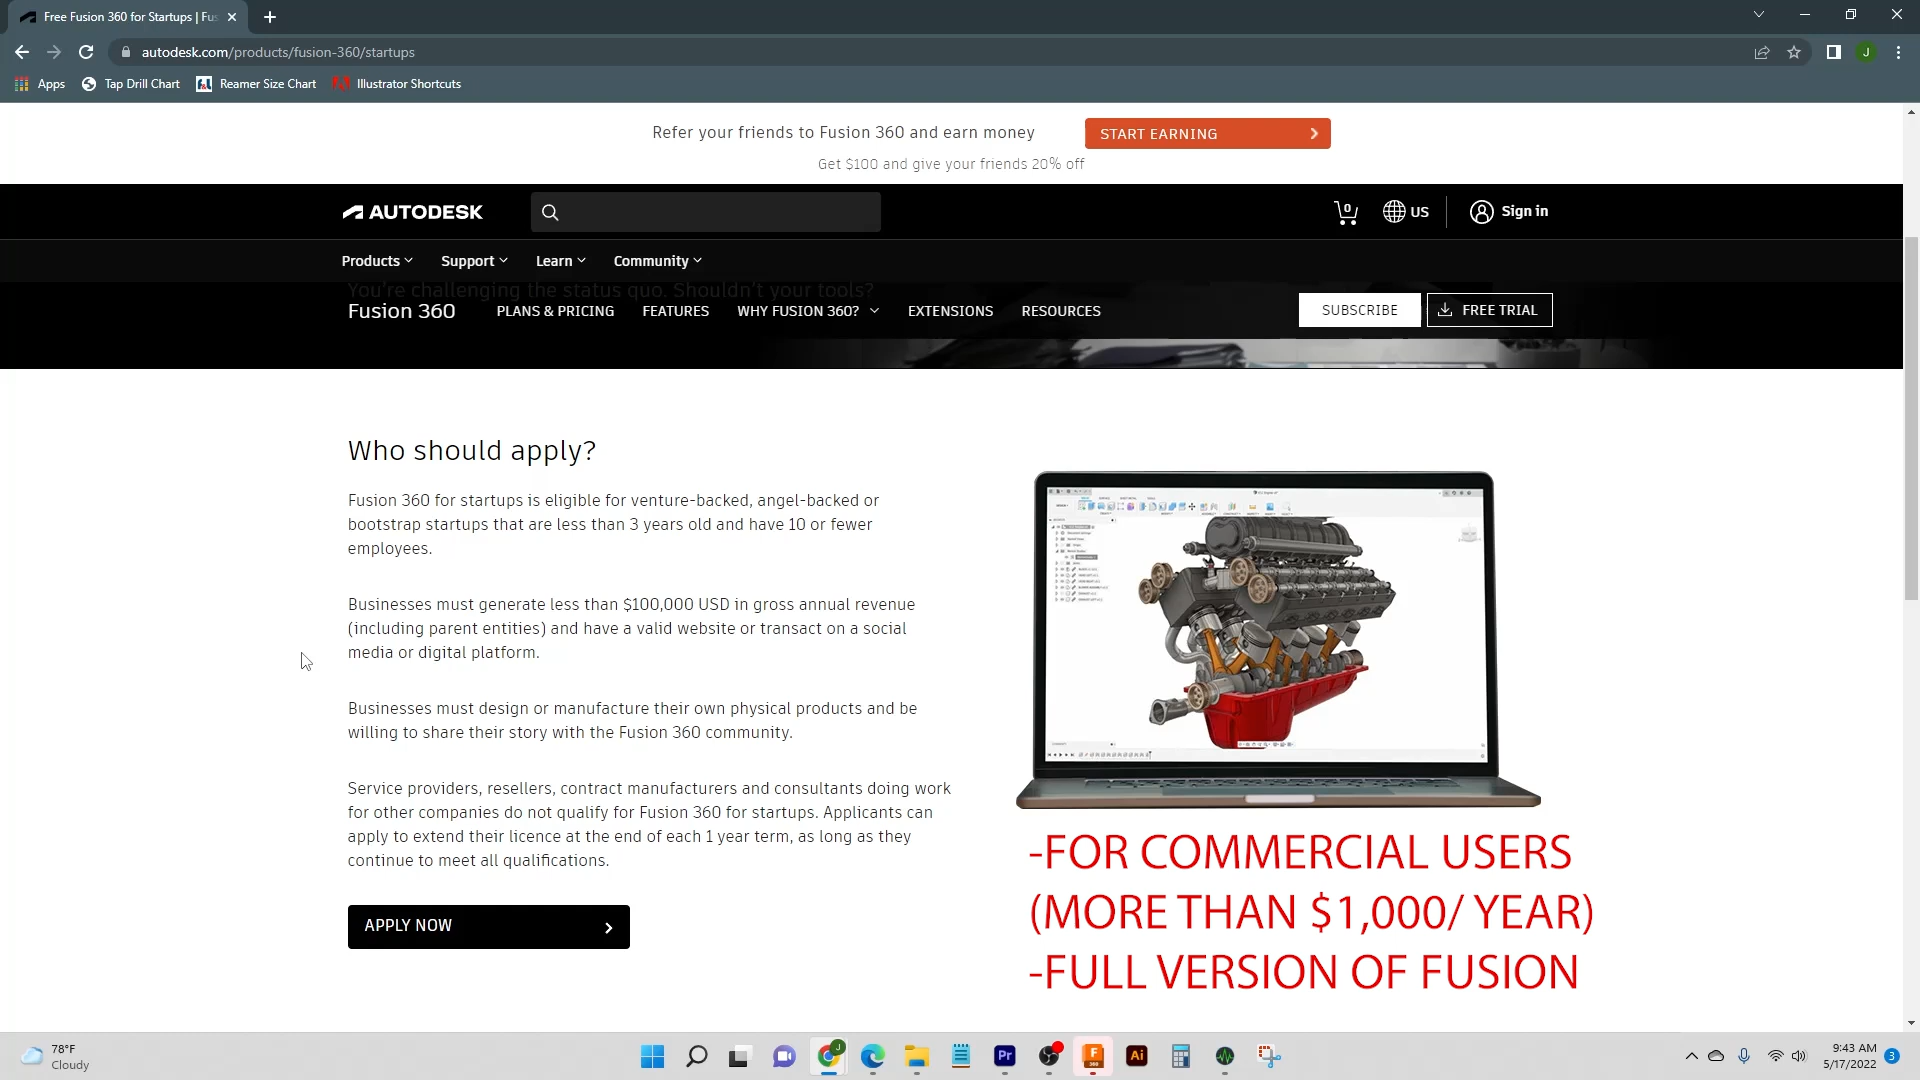 Free Fusion 360 for Startups | Fus
autodesk.com/products/fusion-360/startups
J
Apps
Tap Drill Chart
Reamer Size Chart
Illustrator Shortcuts
Refer your friends to Fusion 360 and earn money
START EARNING
Get $100 and give your friends 20% off
AUTODESK
0
US
Sign in
Products
Support
Learn
Community
You're challenging the status quo. Shouldn't your tools?
Fusion 360
PLANS & PRICING
FEATURES
WHY FUSION 360?
EXTENSIONS
RESOURCES
SUBSCRIBE
FREE TRIAL
Who should apply?
Fusion 360 for startups is eligible for venture-backed, angel-backed or
bootstrap startups that are less than 3 years old and have 10 or fewer
employees.
Businesses must generate less than $100,000 USD in gross annual revenue
(including parent entities) and have a valid website or transact on a social
media or digital platform.
Businesses must design or manufacture their own physical products and be
willing to share their story with the Fusion 360 community.
Service providers, resellers, contract manufacturers and consultants doing work
for other companies do not qualify for Fusion 360 for startups. Applicants can
apply to extend their licence at the end of each 1 year term, as long as they
continue to meet all qualifications.
APPLY NOW
-FOR COMMERCIAL USERS
(MORE THAN $1,000/ YEAR)
-FULL VERSION OF FUSION
78°F
Cloudy
J
Pr
F
360
Ai
9:43 AM
5/17/2022
3